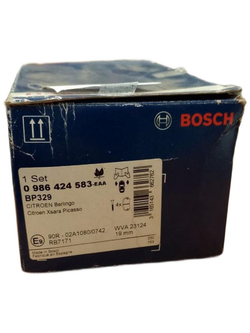 BOSCH
1 Set
0 986 424 583-EAA
BP329
CITROEN Berlingo
Citroen Xsara Picasso
E9
90R - 02A1080/0742
RB7171
WVA 23124
19 mm